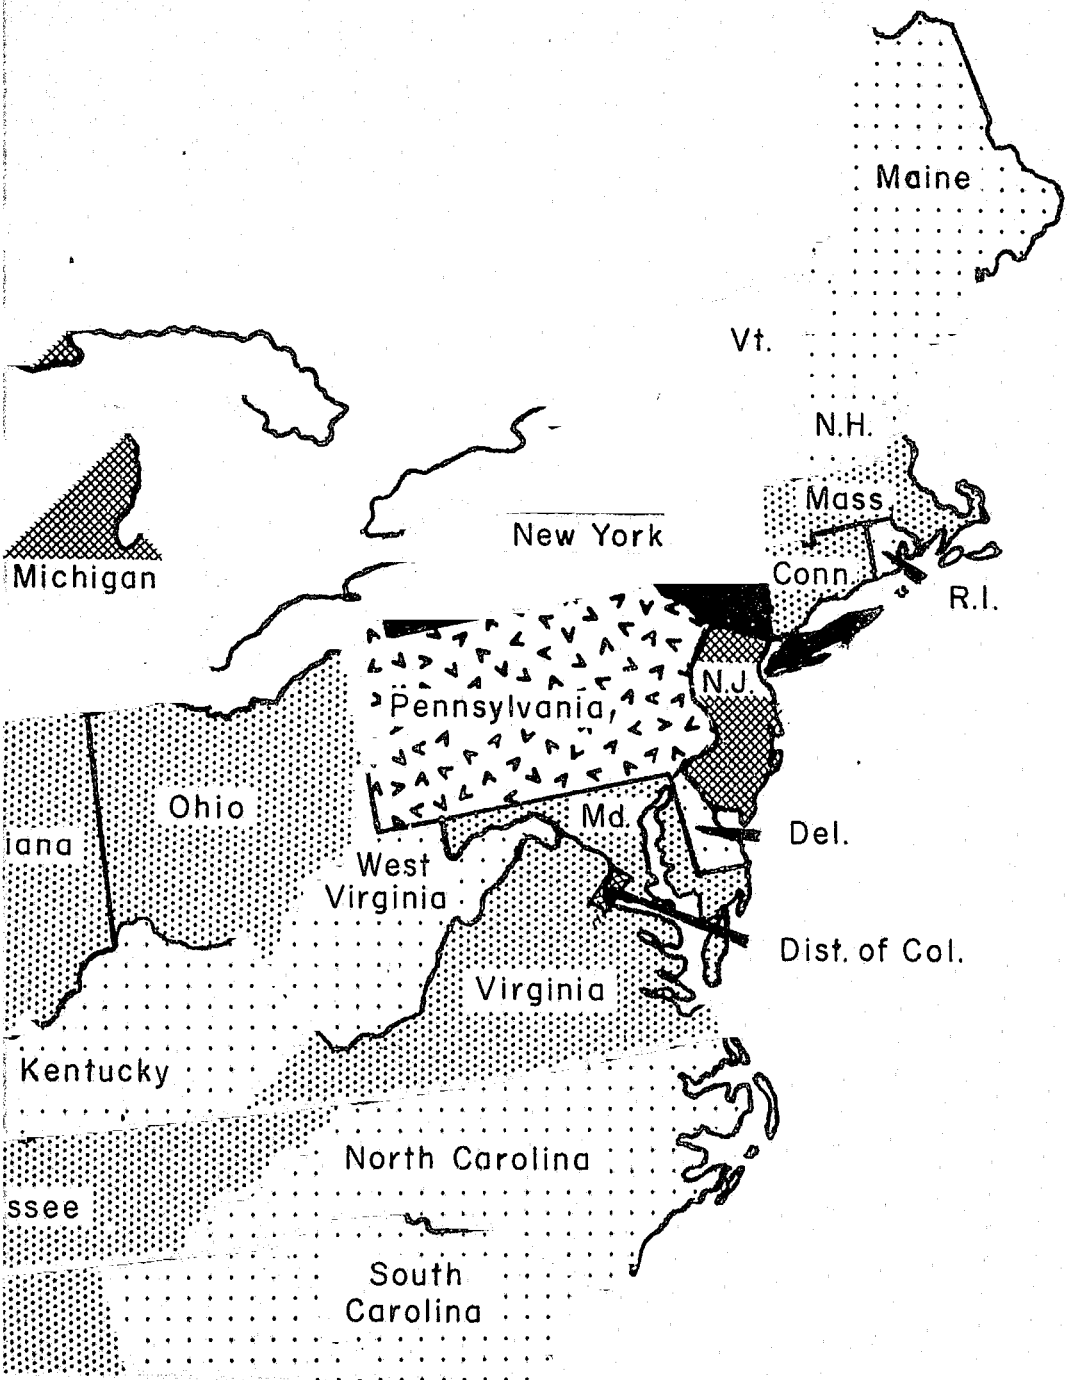 Maine
Vt.
N.H.
Mass
New York
Conn.
Michigan
R.I.
N.J
Pennsylvania,
Ohio
Md.
Del.
iana
West
Virginia
Dist. of Col.
Virginia
Kentucky
North Carolina
ssee
South
Carolina